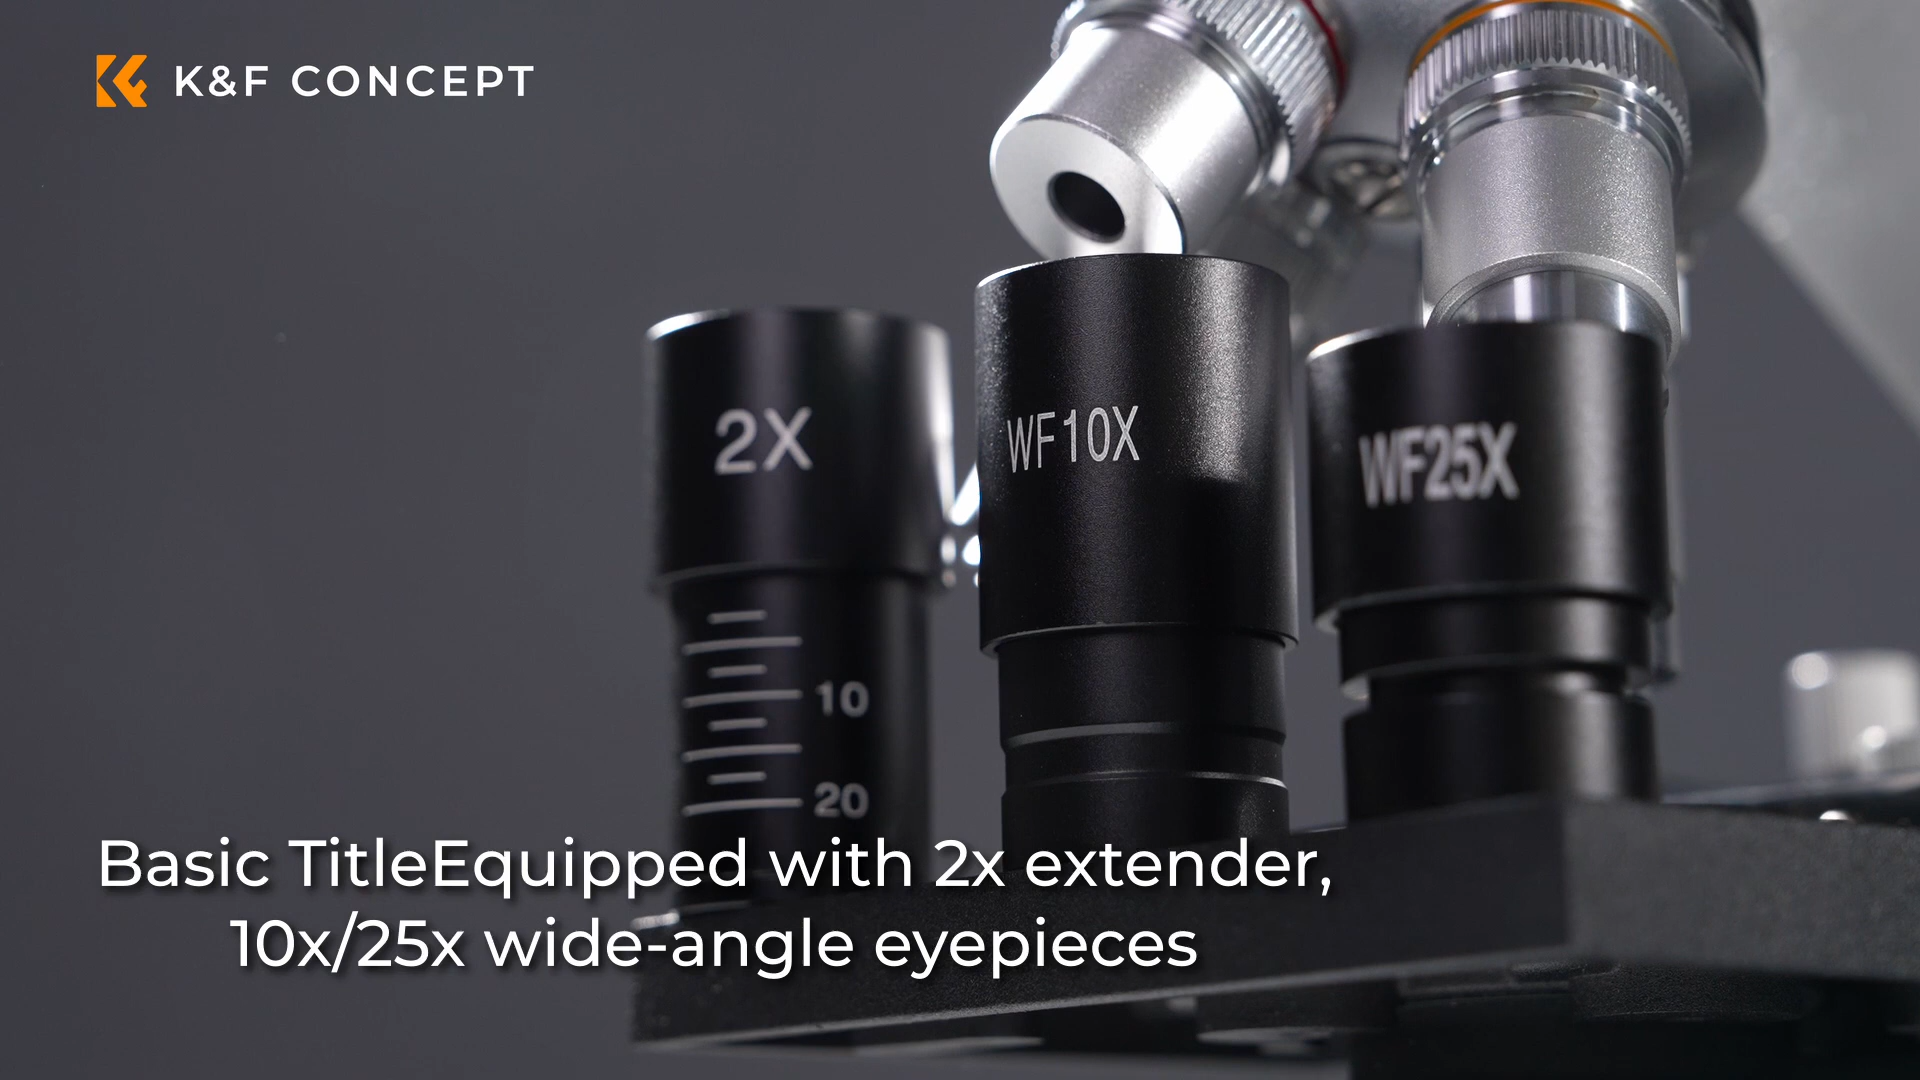 K&F CONCEPT
2X
WF10X
WF25X
10
20
Basic TitleEquipped with 2x extender,
10x/25x wide-angle eyepieces